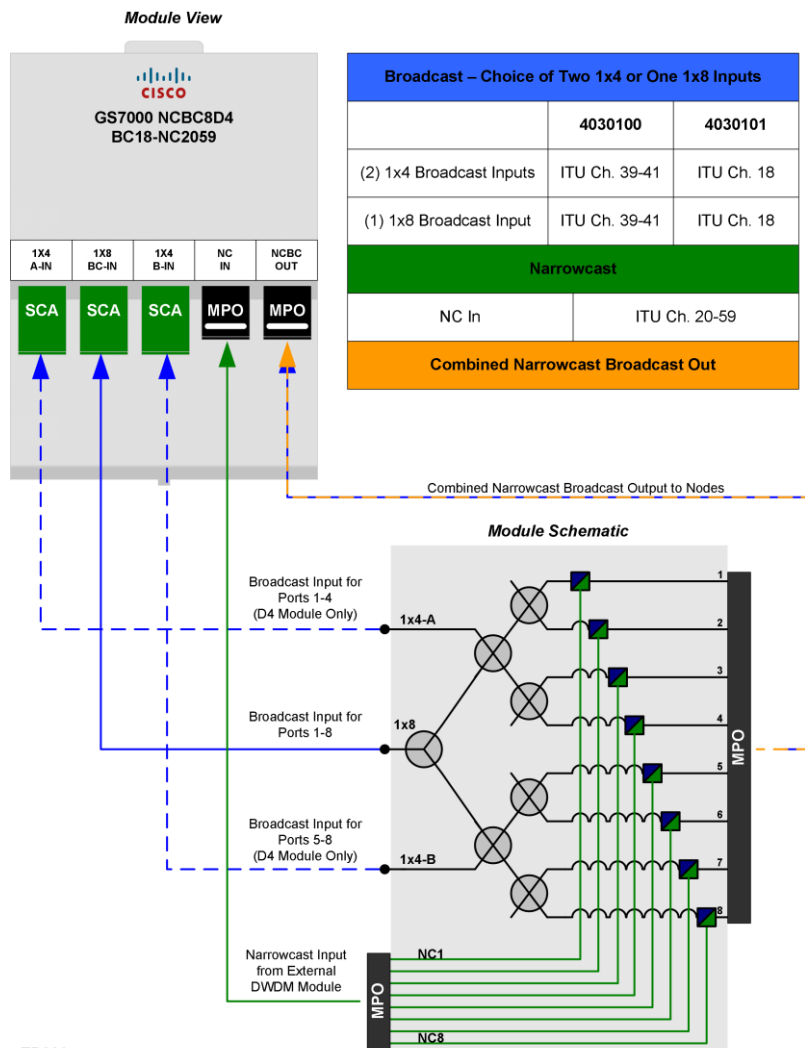 Module View
CISCO
GS7000 NCBC8D4
BC18-NC2059
1X4
A-IN
1X8
BC-IN
1X4
B-IN
NC
IN
NCBC
OUT
SCA
SCA
SCA
MPO
MPO
Broadcast – Choice of Two 1x4 or One 1x8 Inputs
4030100 4030101
(2) 1x4 Broadcast Inputs ITU Ch. 39-41 ITU Ch. 18
(1) 1x8 Broadcast Input ITU Ch. 39-41 ITU Ch. 18
Narrowcast
NC In ITU Ch. 20-59
Combined Narrowcast Broadcast Out
Combined Narrowcast Broadcast Output to Nodes
Module Schematic
Broadcast Input for
Ports 1-4
(D4 Module Only)
1x4-A
Broadcast Input for
Ports 1-8
1x8
Broadcast Input for
Ports 5-8
(D4 Module Only)
1x4-B
1
2
3
4
5
6
7
8
MPO
Narrowcast Input
from External
DWDM Module
MPO
NC1
NC8